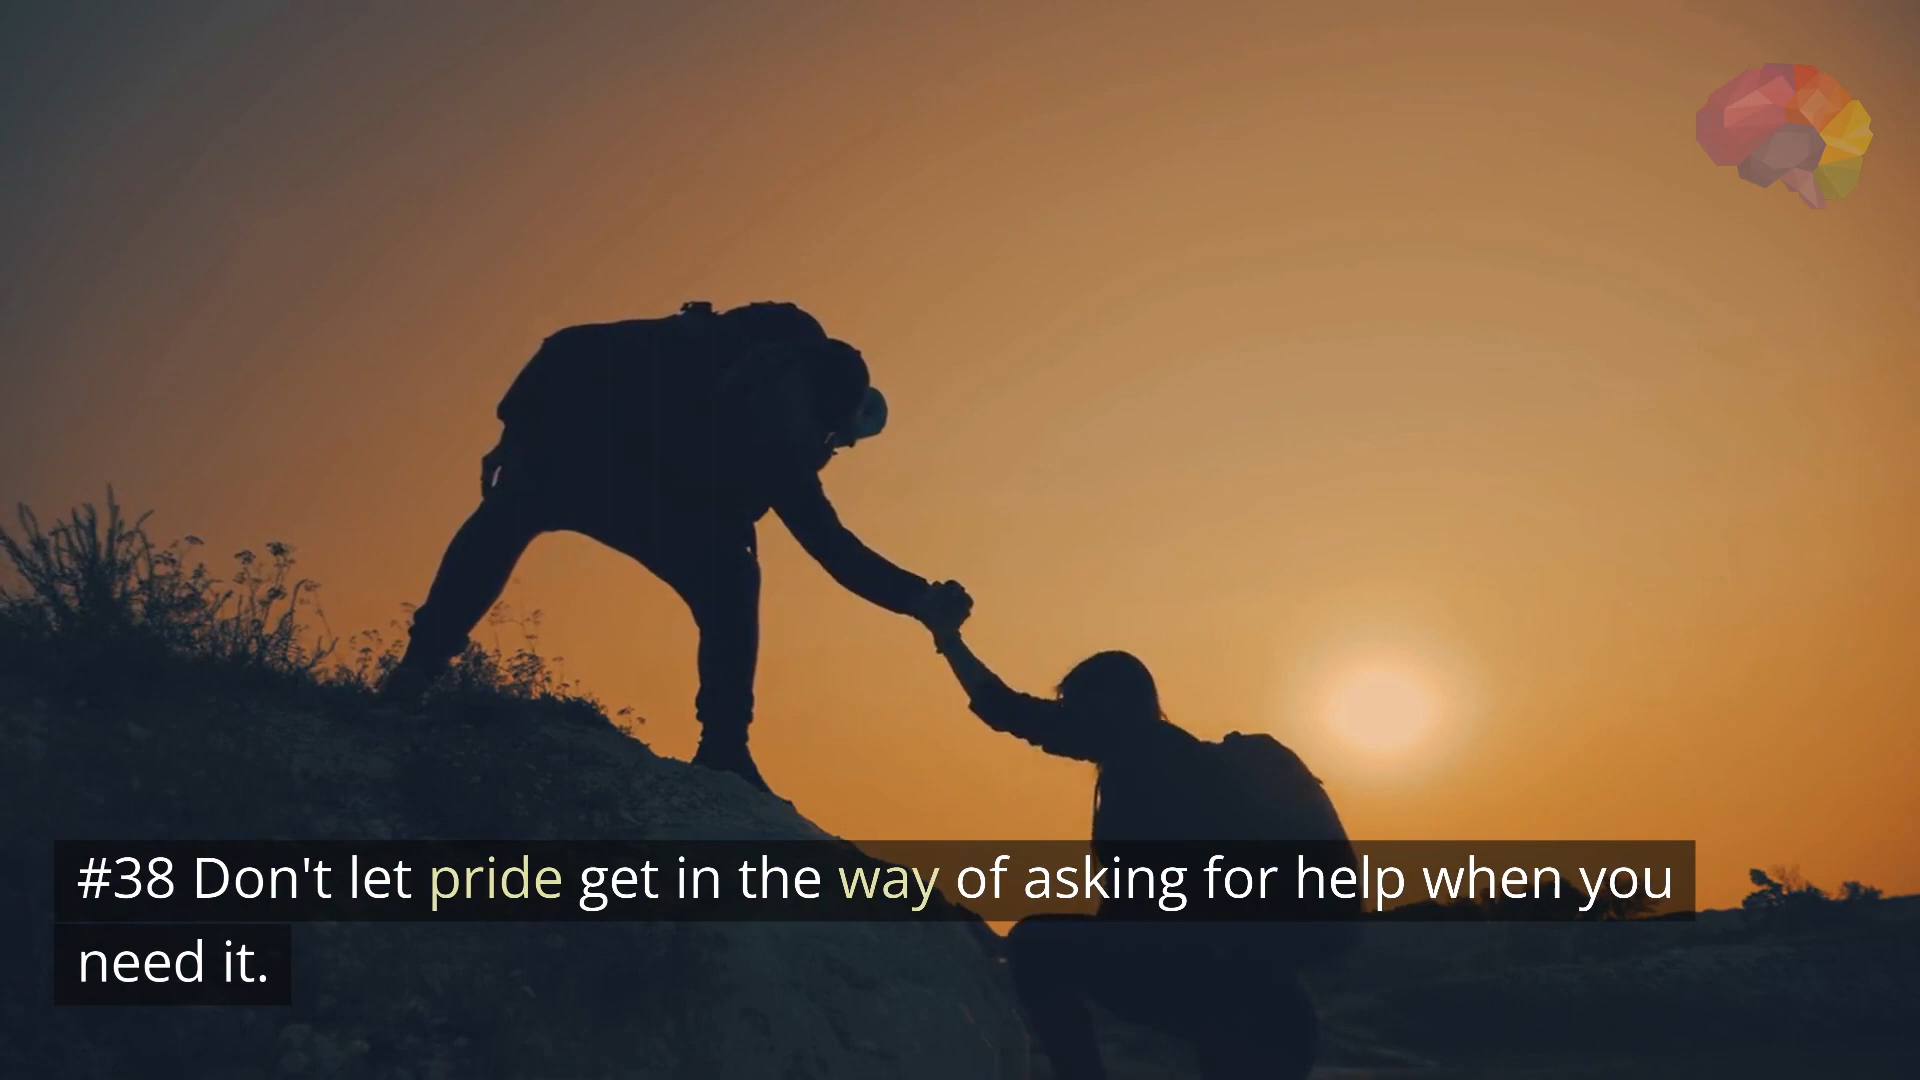 #38 Don't let pride get in the way of asking for help when you
need it.